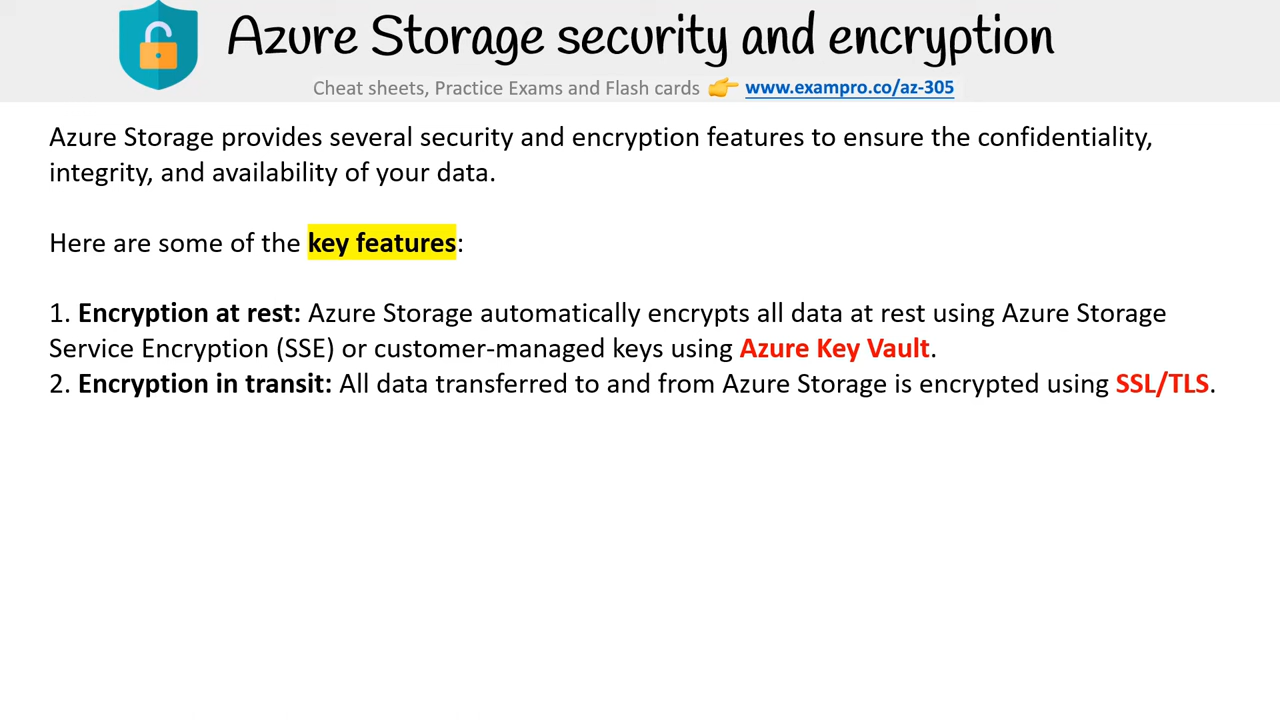 Azure Storage security and encryption
Cheat sheets, Practice Exams and Flash cards 👉 www.exampro.co/az-305
Azure Storage provides several security and encryption features to ensure the confidentiality,
integrity, and availability of your data.
Here are some of the key features:
1. Encryption at rest: Azure Storage automatically encrypts all data at rest using Azure Storage
Service Encryption (SSE) or customer-managed keys using Azure Key Vault.
2. Encryption in transit: All data transferred to and from Azure Storage is encrypted using SSL/TLS.